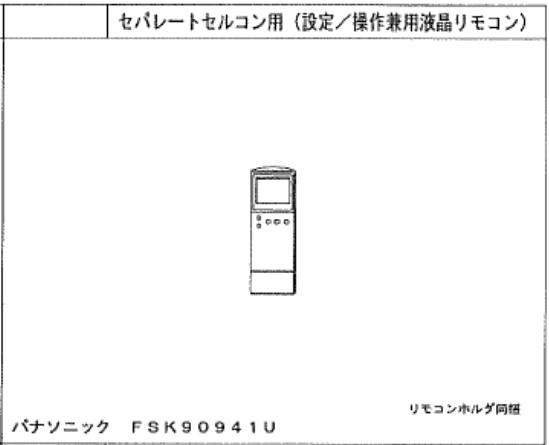 セパレートセルコン用（設定／操作兼用液晶リモコン）
リモコンホルダ同梱
パナソニック　ＦＳＫ９０９４１Ｕ